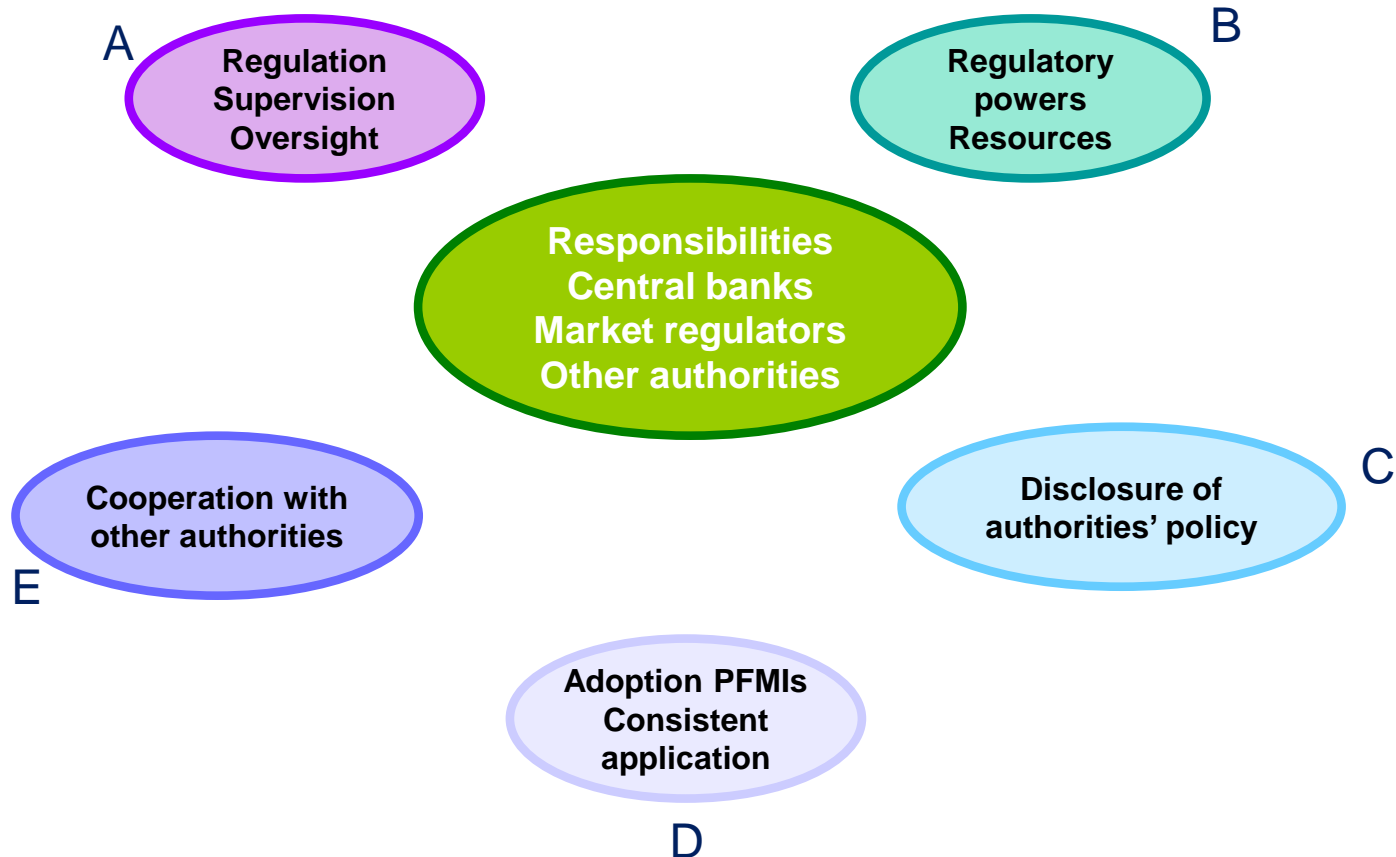 A
Regulation
Supervision
Oversight
B
Regulatory
powers
Resources
Responsibilities
Central banks
Market regulators
Other authorities
C
Disclosure of
authorities’ policy
D
Adoption PFMIs
Consistent
application
E
Cooperation with
other authorities